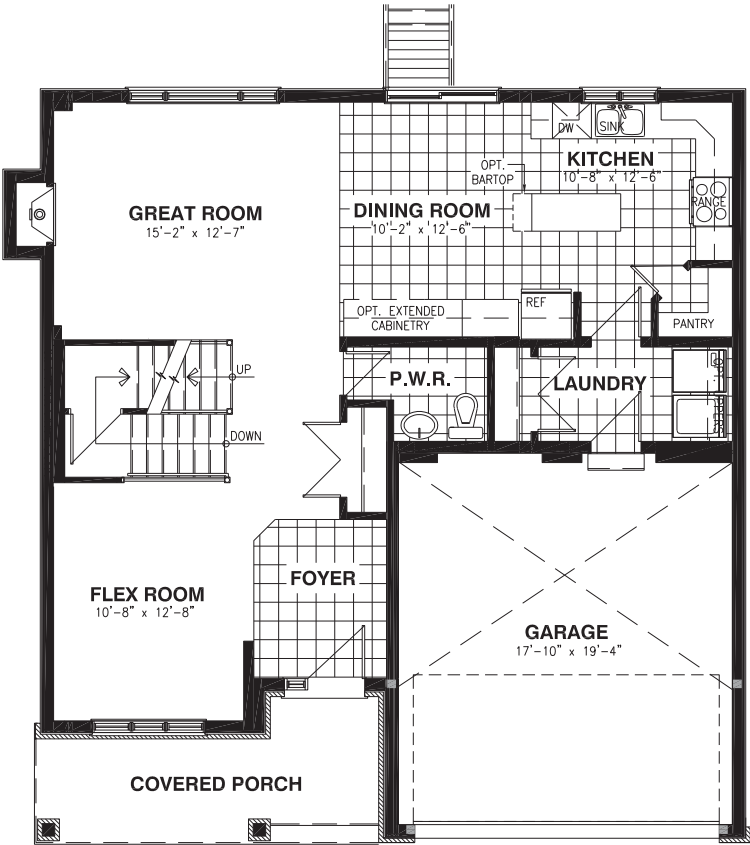 DW
SINK
KITCHEN
10'-8" x 12'-6"
OPT.
BARTOP
RANGE
GREAT ROOM
15'-2" x 12'-7"
DINING ROOM
10'-2" x 12'-6"
OPT. EXTENDED
CABINETRY
REF
PANTRY
UP
P.W.R.
LAUNDRY
OPT.
UPPERS
DOWN
FOYER
FLEX ROOM
10'-8" x 12'-8"
GARAGE
17'-10" x 19'-4"
COVERED PORCH